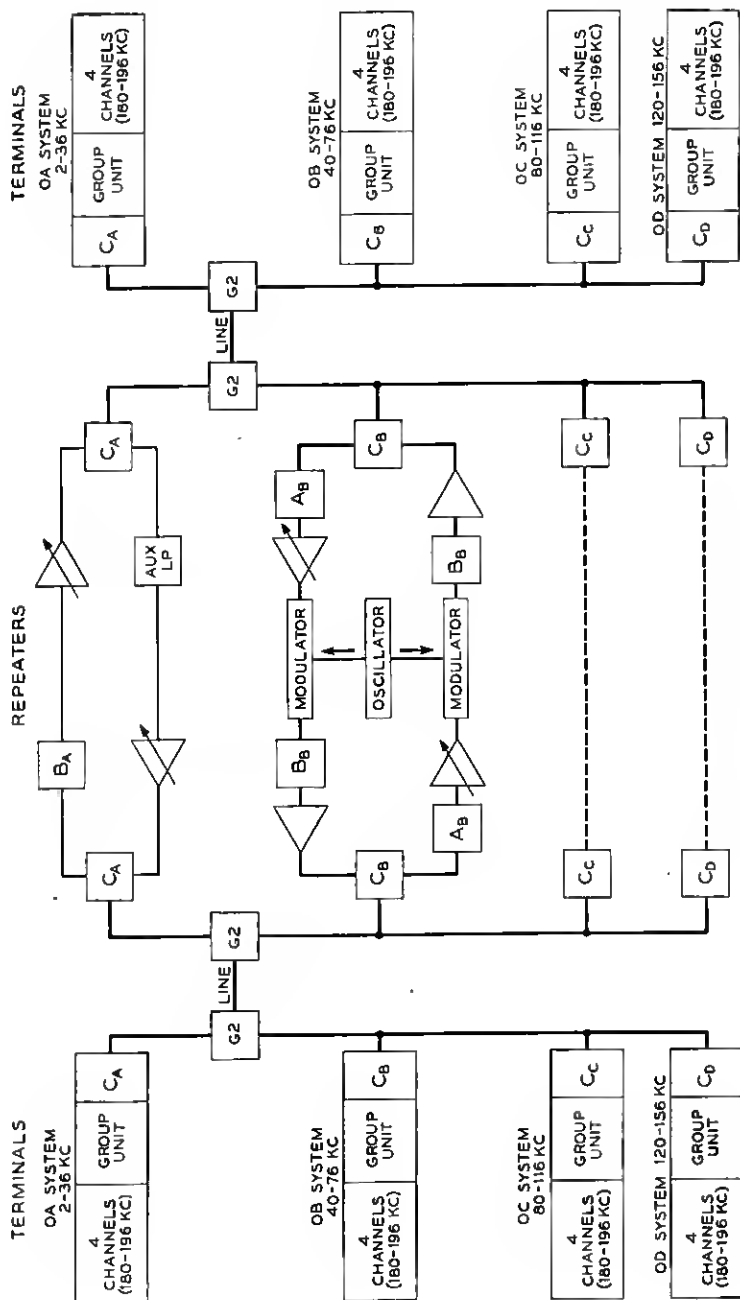 TERMINALS
OA SYSTEM
2-36 KC
4
CHANNELS
(180-196 KC)
GROUP
UNIT
CA
OB SYSTEM
40-76 KC
4
CHANNELS
(180-196 KC)
GROUP
UNIT
CB
OC SYSTEM
80-116 KC
4
CHANNELS
(180-196 KC)
GROUP
UNIT
CC
OD SYSTEM 120-156 KC
4
CHANNELS
(180-196 KC)
GROUP
UNIT
CD
G2
LINE
G2
REPEATERS
CA
BA
AUX
LP
CA
CB
BB
MODULATOR
AB
OSCILLATOR
AB
MODULATOR
BB
CB
CC
CC
CD
CD
G2
LINE
G2
TERMINALS
OA SYSTEM
2-36 KC
CA
GROUP
UNIT
4
CHANNELS
(180-196 KC)
OB SYSTEM
40-76 KC
CB
GROUP
UNIT
4
CHANNELS
(180-196 KC)
OC SYSTEM
80-116 KC
CC
GROUP
UNIT
4
CHANNELS
(180-196 KC)
OD SYSTEM 120-156 KC
CD
GROUP
UNIT
4
CHANNELS
(180-196 KC)